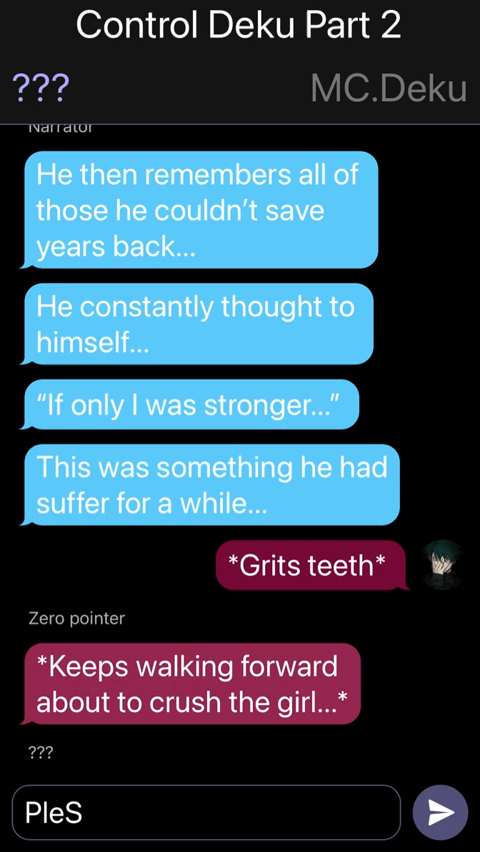 Control Deku Part 2
???
MC.Deku
Narrator
He then remembers all of
those he couldn’t save
years back...
He constantly thought to
himself...
“If only I was stronger...”
This was something he had
suffer for a while...
*Grits teeth*
Zero pointer
*Keeps walking forward
about to crush the girl...*
???
PleS